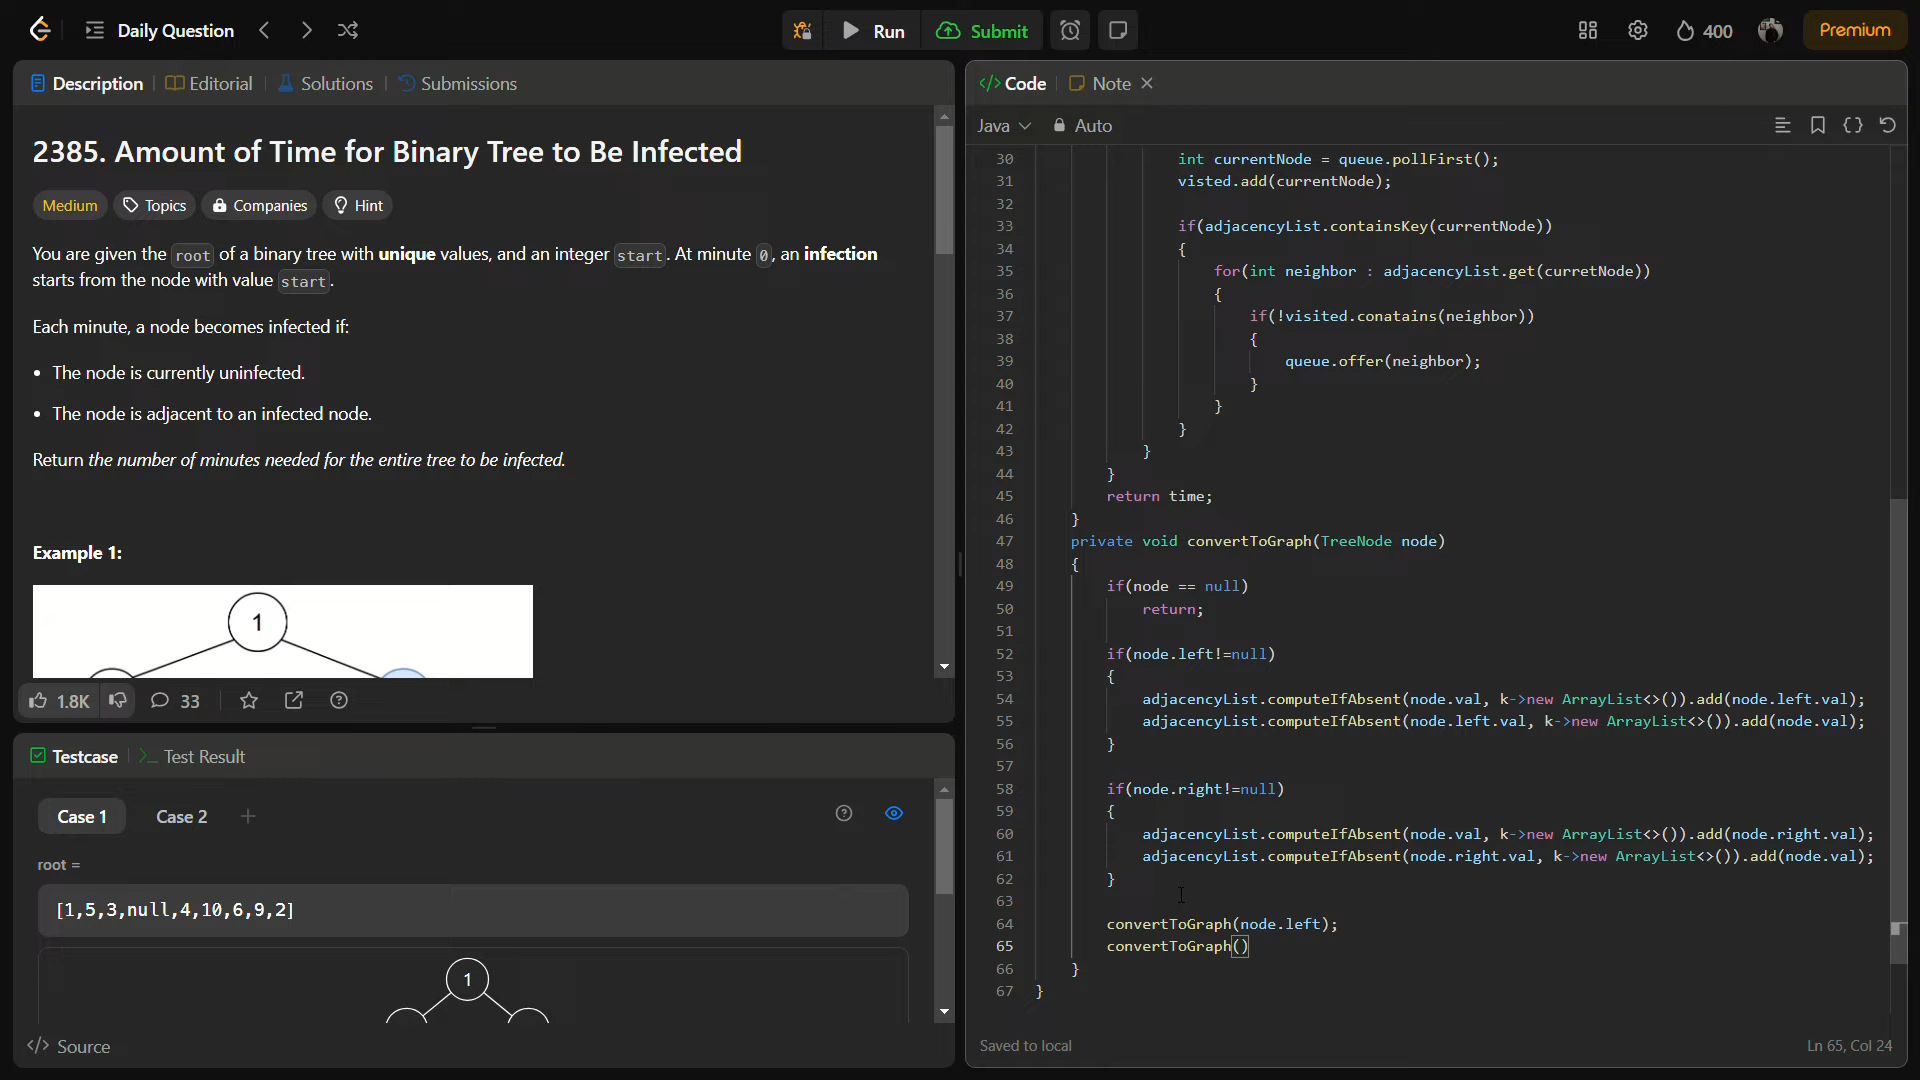 Daily Question
Run
Submit
400
Premium
Description
Editorial
Solutions
Submissions
2385. Amount of Time for Binary Tree to Be Infected
Medium
Topics
Companies
Hint
You are given the root of a binary tree with unique values, and an integer start. At minute 0, an infection
starts from the node with value start.
Each minute, a node becomes infected if:
• The node is currently uninfected.
• The node is adjacent to an infected node.
Return the number of minutes needed for the entire tree to be infected.
Example 1:
1
1.8K
33
Testcase
>_ Test Result
Case 1
Case 2
+
root =
[1,5,3,null,4,10,6,9,2]
1
</> Source
</> Code
Note
Java
Auto
30 int currentNode = queue.pollFirst();
31 visted.add(currentNode);
32
33 if(adjacencyList.containsKey(currentNode))
34 {
35 for(int neighbor : adjacencyList.get(curretNode))
36 {
37 if(!visited.conatains(neighbor))
38 {
39 queue.offer(neighbor);
40 }
41 }
42 }
43 }
44 }
45 return time;
46 }
47 private void convertToGraph(TreeNode node)
48 {
49 if(node == null)
50 return;
51
52 if(node.left!=null)
53 {
54 adjacencyList.computeIfAbsent(node.val, k->new ArrayList<>()).add(node.left.val);
55 adjacencyList.computeIfAbsent(node.left.val, k->new ArrayList<>()).add(node.val);
56 }
57
58 if(node.right!=null)
59 {
60 adjacencyList.computeIfAbsent(node.val, k->new ArrayList<>()).add(node.right.val);
61 adjacencyList.computeIfAbsent(node.right.val, k->new ArrayList<>()).add(node.val);
62 }
63
64 convertToGraph(node.left);
65 convertToGraph()
66 }
67 }
Saved to local
Ln 65, Col 24